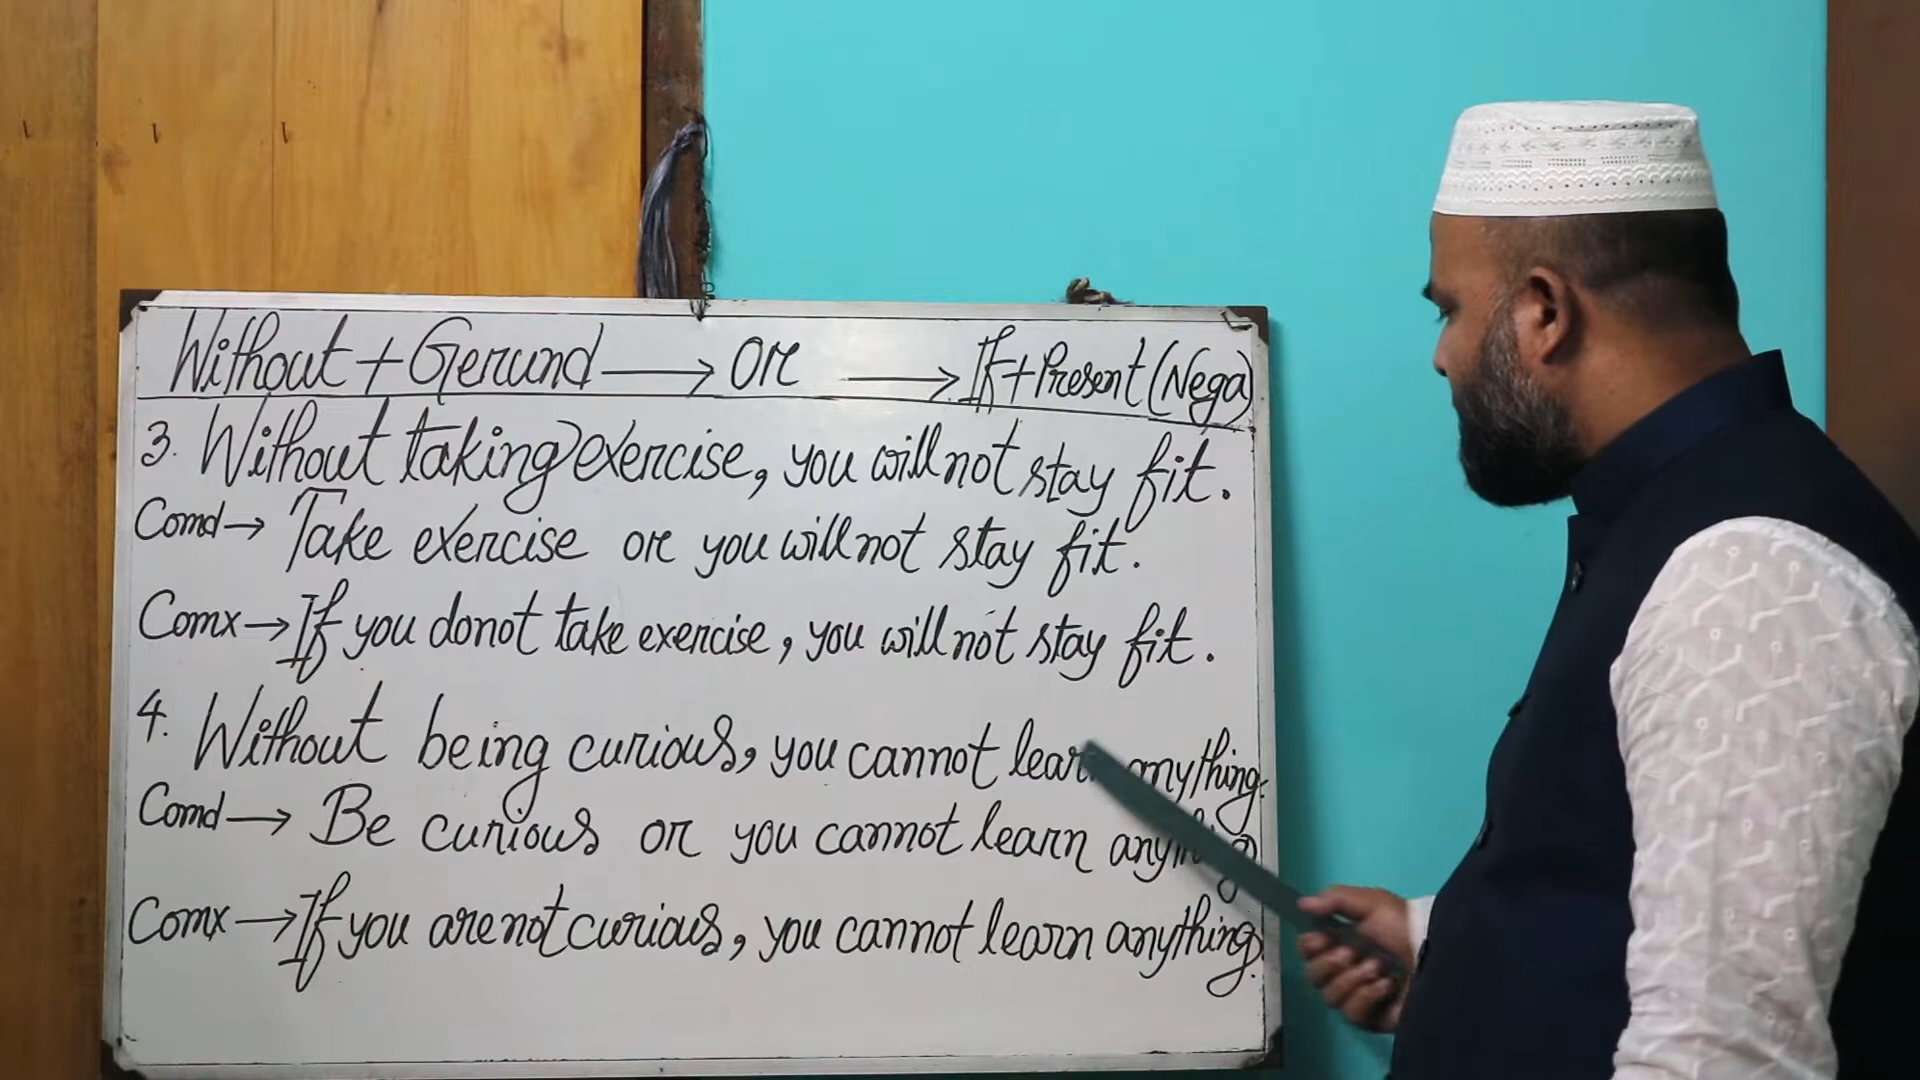 Without + Gerund → or → If + Present (Nega)
3. Without taking exercise, you will not stay fit.
Comd → Take exercise or you will not stay fit.
Comx → If you donot take exercise, you will not stay fit.
4. Without being curious, you cannot learn anything.
Comd → Be curious or you cannot learn anything
Comx → If you are not curious, you cannot learn anything.